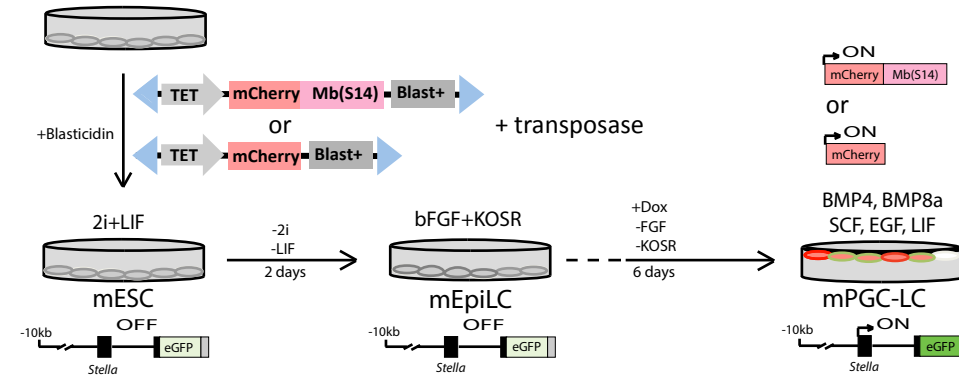 ON
mCherry Mb(S14)
or
ON
mCherry
TET mCherry Mb(S14) Blast+
or
+ transposase
+Blasticidin
TET mCherry Blast+
2i+LIF
-2i
-LIF
2 days
bFGF+KOSR
+Dox
-FGF
-KOSR
6 days
BMP4, BMP8a
SCF, EGF, LIF
mESC
mEpiLC
mPGC-LC
OFF
-10kb
eGFP
Stella
OFF
-10kb
eGFP
Stella
ON
-10kb
eGFP
Stella